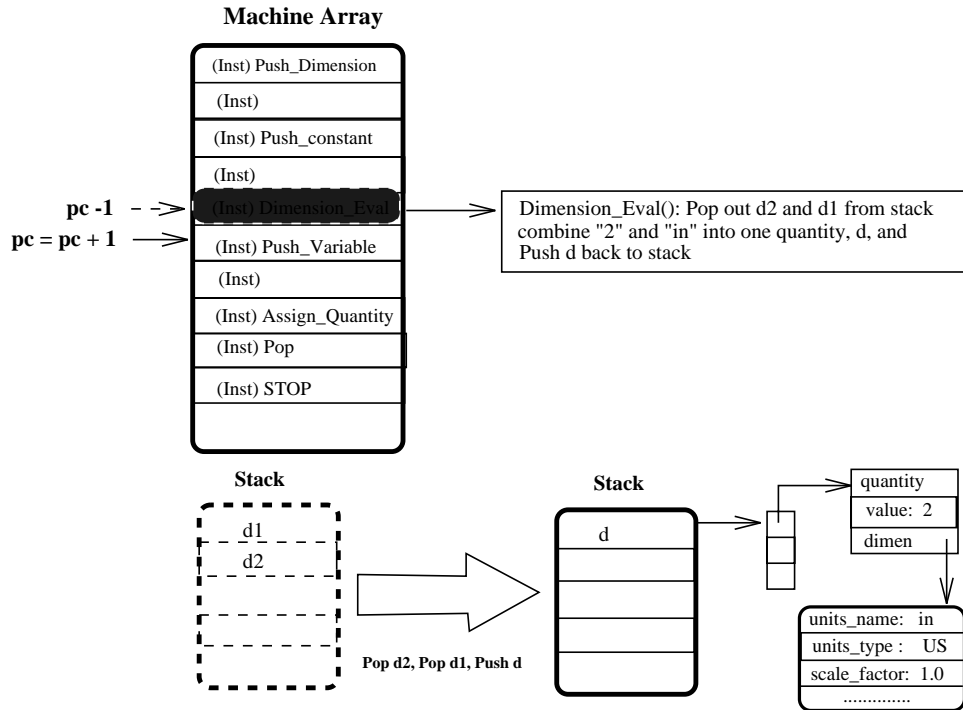 Machine Array
(Inst) Push_Dimension
(Inst)
(Inst) Push_constant
(Inst)
pc -1
(Inst) Dimension_Eval
pc = pc + 1
(Inst) Push_Variable
(Inst)
(Inst) Assign_Quantity
(Inst) Pop
(Inst) STOP
Dimension_Eval(): Pop out d2 and d1 from stack
combine "2" and "in" into one quantity, d, and
Push d back to stack
Stack
d1
d2
Pop d2, Pop d1, Push d
Stack
d
quantity
value: 2
dimen
units_name: in
units_type : US
scale_factor: 1.0
..............